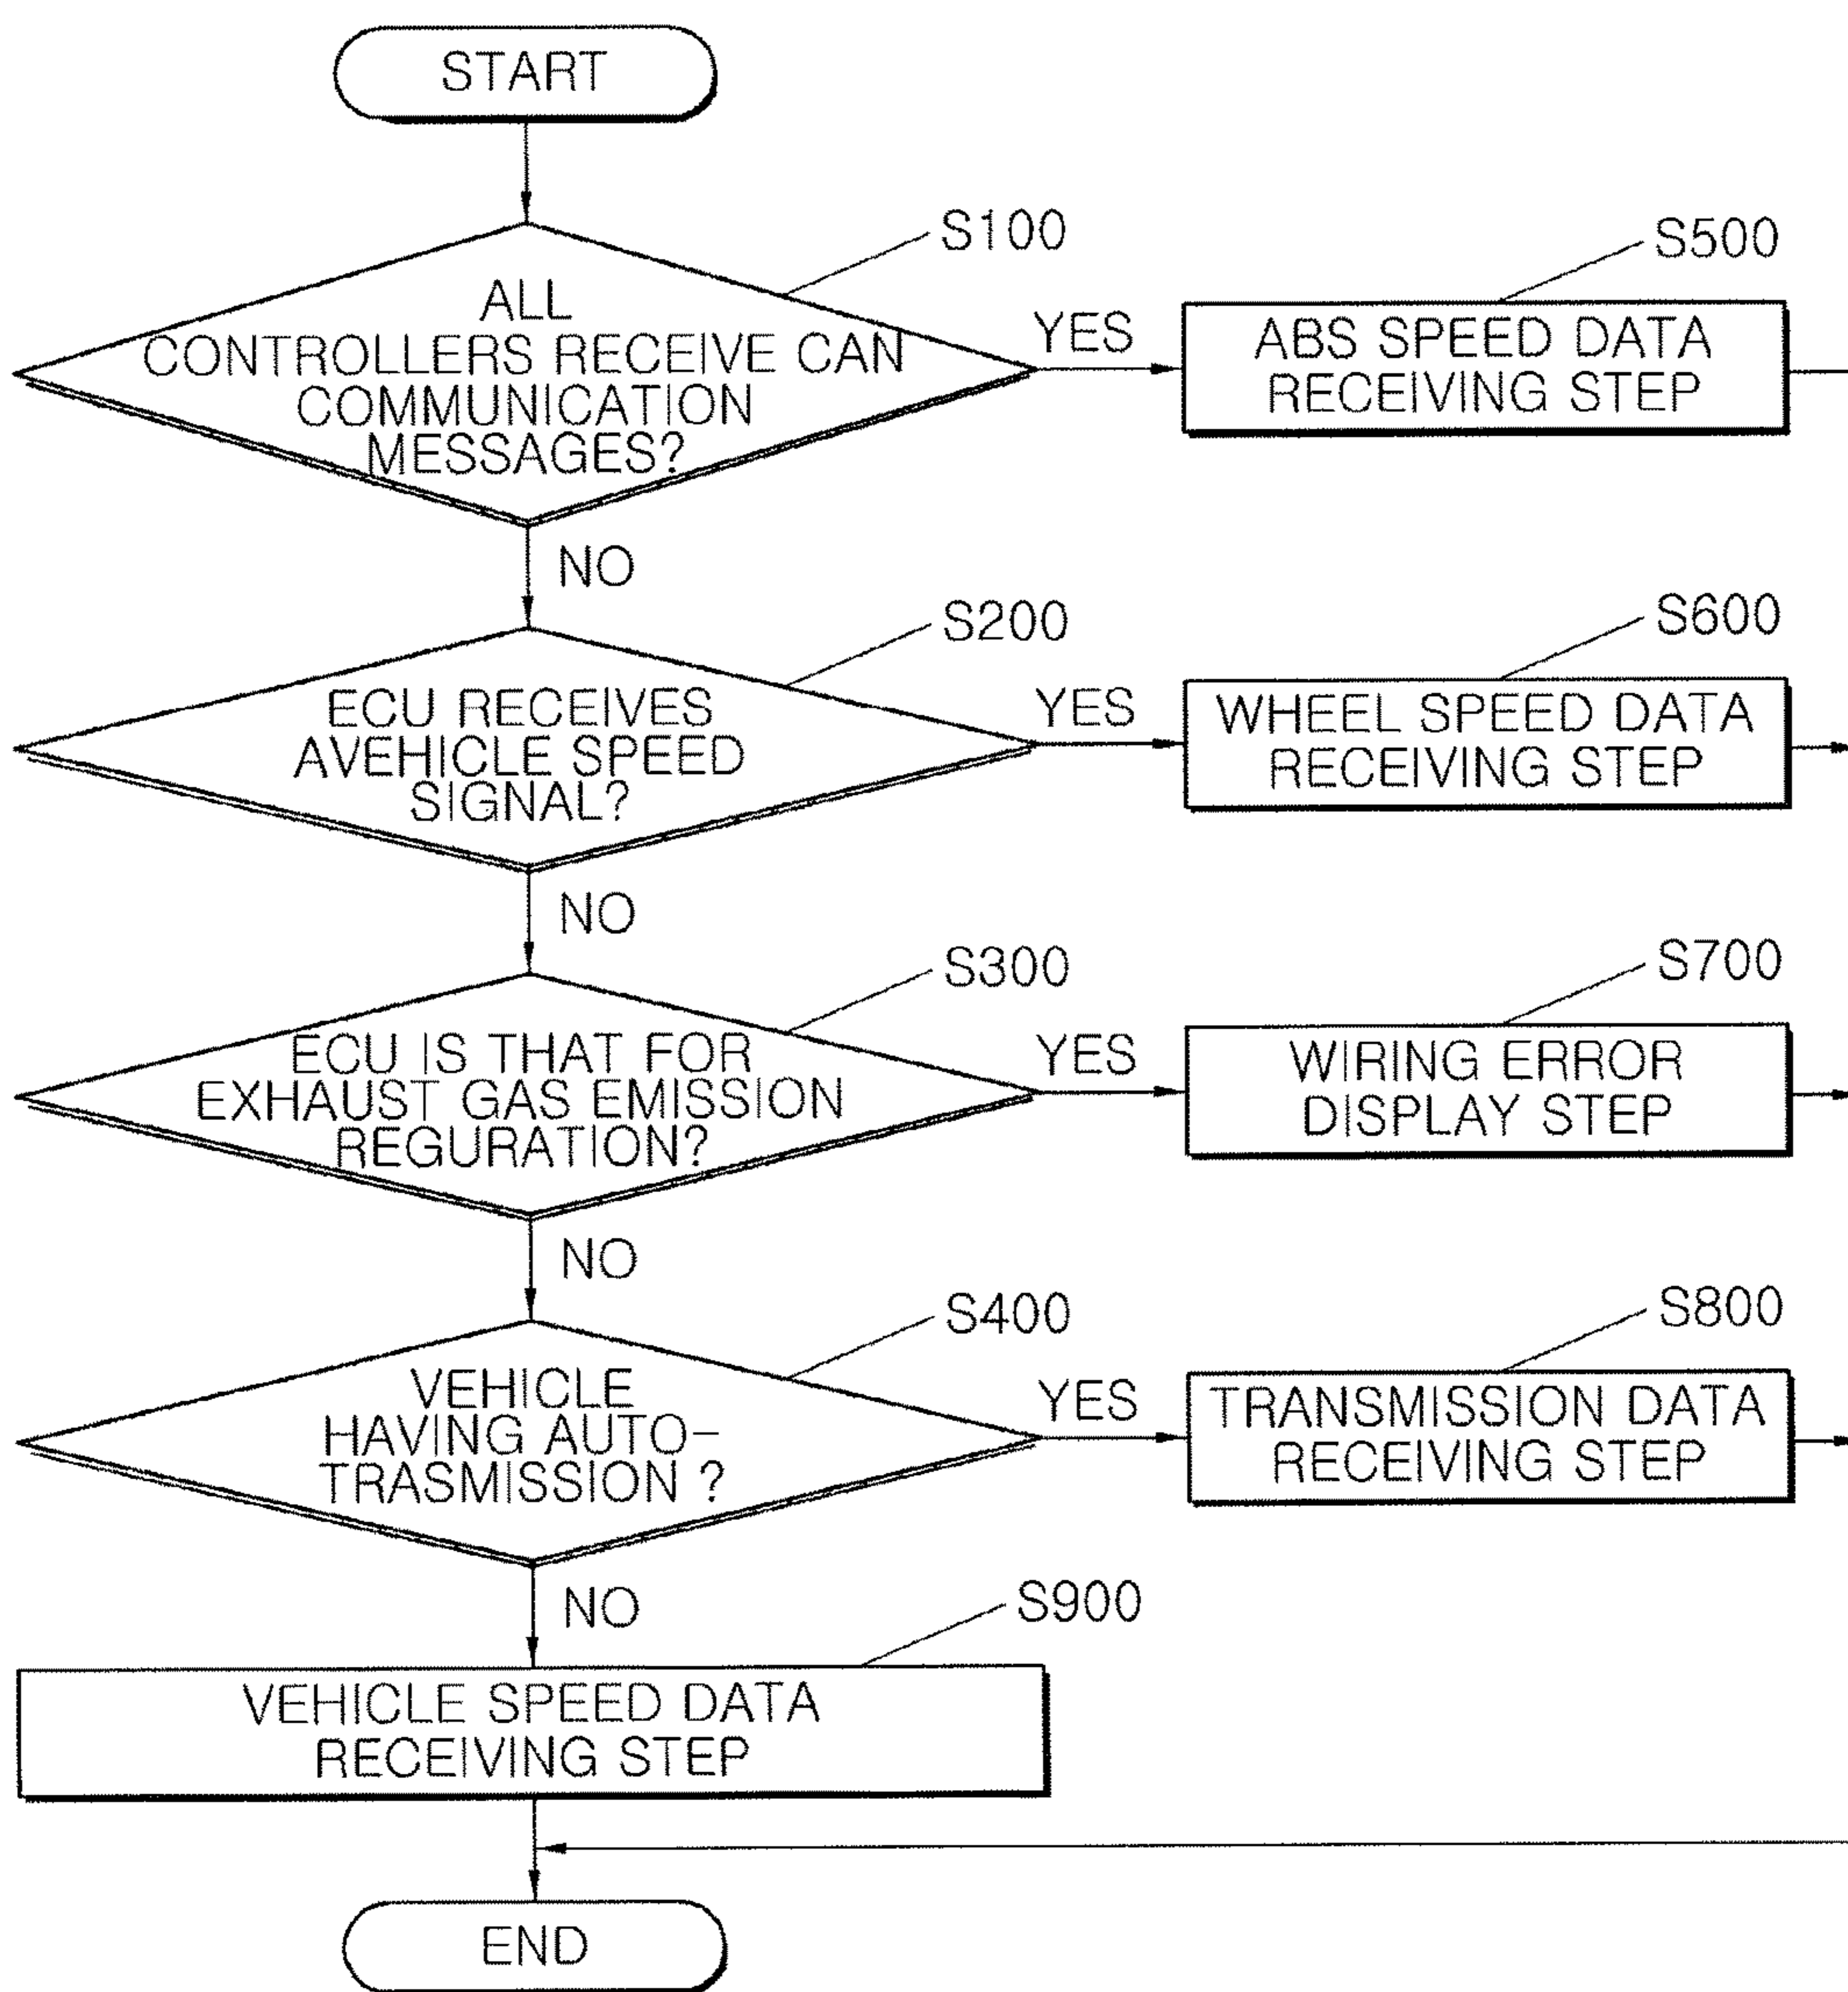 START
S100
ALL
CONTROLLERS RECEIVE CAN
COMMUNICATION
MESSAGES?
YES
S500
ABS SPEED DATA
RECEIVING STEP
NO
S200
ECU RECEIVES
AVEHICLE SPEED
SIGNAL?
YES
S600
WHEEL SPEED DATA
RECEIVING STEP
NO
S300
ECU IS THAT FOR
EXHAUST GAS EMISSION
REGURATION?
YES
S700
WIRING ERROR
DISPLAY STEP
NO
S400
VEHICLE
HAVING AUTO-
TRASMISSION ?
YES
S800
TRANSMISSION DATA
RECEIVING STEP
NO
S900
VEHICLE SPEED DATA
RECEIVING STEP
END